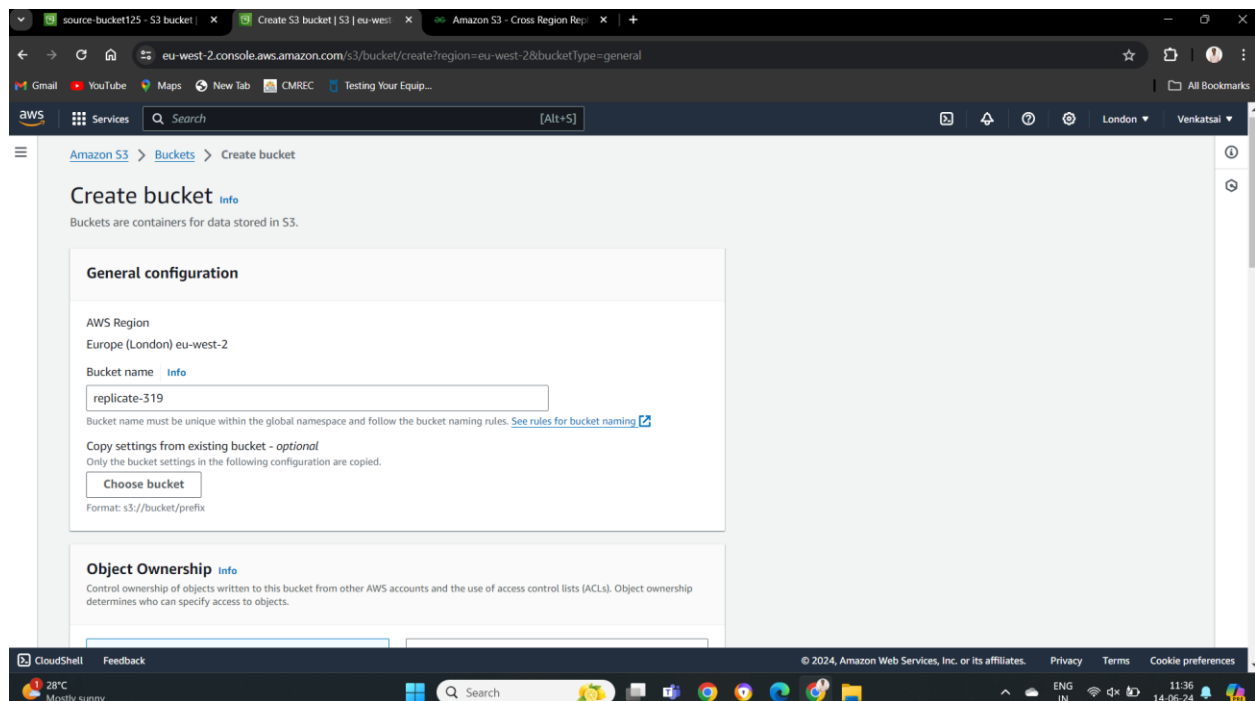 source-bucket125 - S3 bucket |
Create S3 bucket | S3 | eu-west
Amazon S3 - Cross Region Rep
eu-west-2.console.aws.amazon.com/s3/bucket/create?region=eu-west-2&bucketType=general
Gmail YouTube Maps New Tab CMREC Testing Your Equip... All Bookmarks
aws Services Search [Alt+S] London Venkatsai
Amazon S3 > Buckets > Create bucket
Create bucket Info
Buckets are containers for data stored in S3.
General configuration
AWS Region
Europe (London) eu-west-2
Bucket name Info
replicate-319
Bucket name must be unique within the global namespace and follow the bucket naming rules. See rules for bucket naming
Copy settings from existing bucket - optional
Only the bucket settings in the following configuration are copied.
Choose bucket
Format: s3://bucket/prefix
Object Ownership Info
Control ownership of objects written to this bucket from other AWS accounts and the use of access control lists (ACLs). Object ownership
determines who can specify access to objects.
CloudShell Feedback © 2024, Amazon Web Services, Inc. or its affiliates. Privacy Terms Cookie preferences
1 28°C Search ENG 11:36
Mostly sunny IN 14-06-24